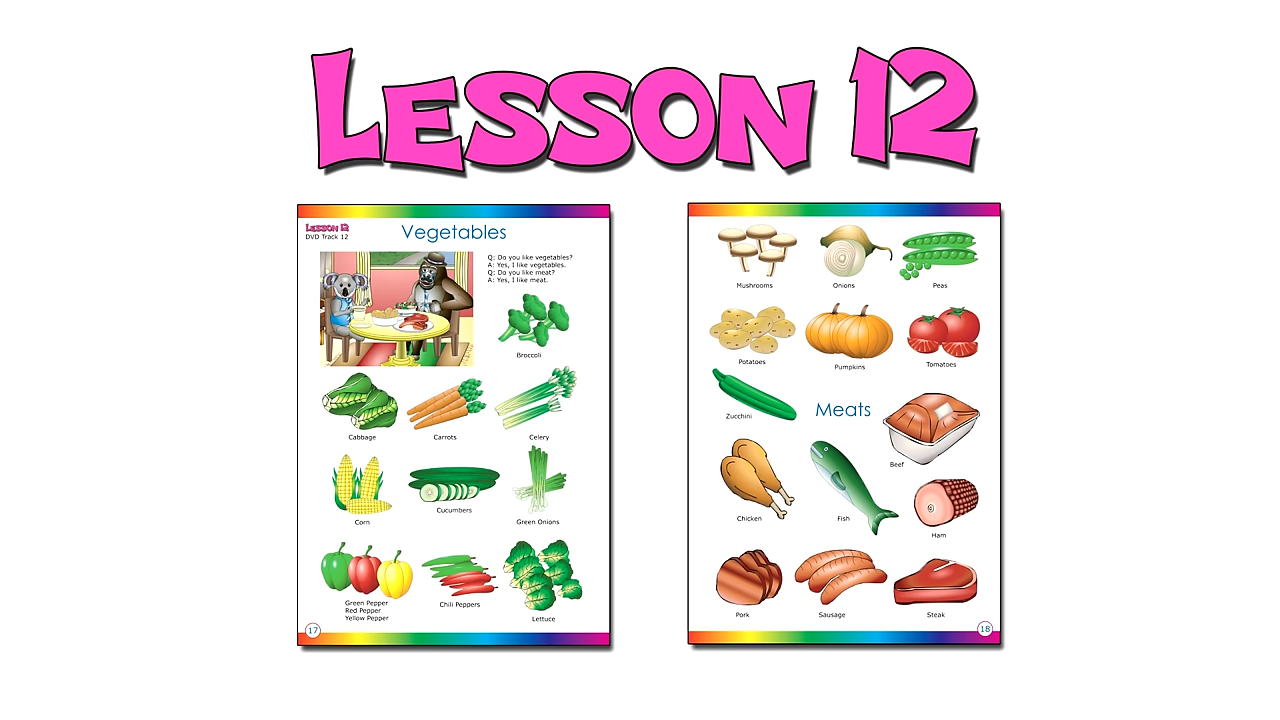 Lesson 12
Lesson 12
DVD Track 12
Vegetables
Q: Do you like vegetables?
A: Yes, I like vegetables.
Q: Do you like meat?
A: Yes, I like meat.
Broccoli
Cabbage
Carrots
Celery
Corn
Cucumbers
Green Onions
Green Pepper
Red Pepper
Yellow Pepper
Chili Peppers
Lettuce
17
Mushrooms
Onions
Peas
Potatoes
Pumpkins
Tomatoes
Zucchini
Meats
Beef
Chicken
Fish
Ham
Pork
Sausage
Steak
18